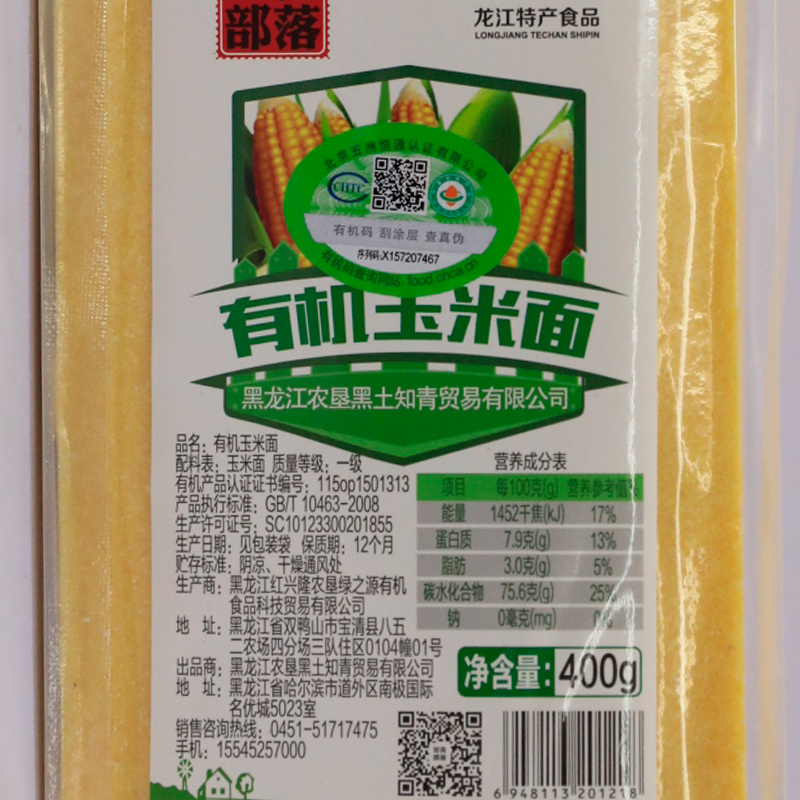 部落
龙江特产食品
LONGJIANG TECHAN SHIPIN
北京五洲恒通认证有限公司
CHTC
有机码 刮涂层 查真伪
序列码:X157207467
有机码查询网站: food.cnca.cn
有机玉米面
黑龙江农垦黑土知青贸易有限公司
品名：有机玉米面
配料表：玉米面 质量等级：一级
有机产品认证证书编号：115op1501313
产品执行标准：GB/T 10463-2008
生产许可证号：SC10123300201855
生产日期：见包装袋 保质期：12个月
贮存标准：阴凉、干燥通风处
生产商：黑龙江红兴隆农垦绿之源有机
食品科技贸易有限公司
地 址：黑龙江省双鸭山市宝清县八五
二农场四分场三队住区0104幢01号
出品商：黑龙江农垦黑土知青贸易有限公司
地 址：黑龙江省哈尔滨市道外区南极国际
名优城5023室
销售咨询热线：0451-51717475
手机：15545257000
营养成分表
项目 每100克(g) 营养参考值%
能量 1452千焦(kJ) 17%
蛋白质 7.9克(g) 13%
脂肪 3.0克(g) 5%
碳水化合物 75.6克(g) 25%
钠 0毫克(mg) 0%
净含量：400g
6 948113 201218